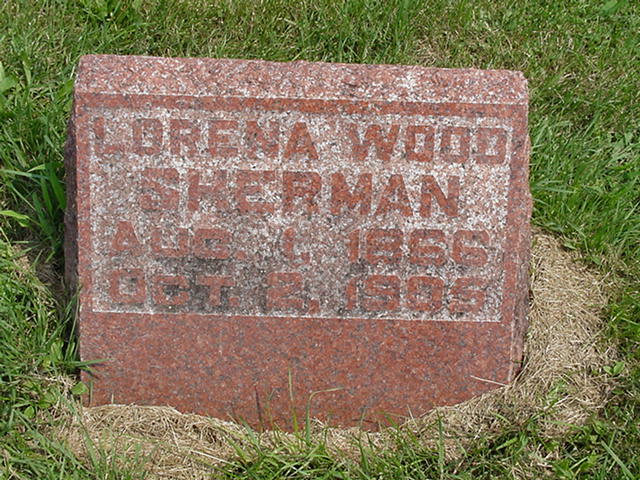 LORENA WOOD
SHERMAN
AUG. 1, 1866
OCT. 2, 1905